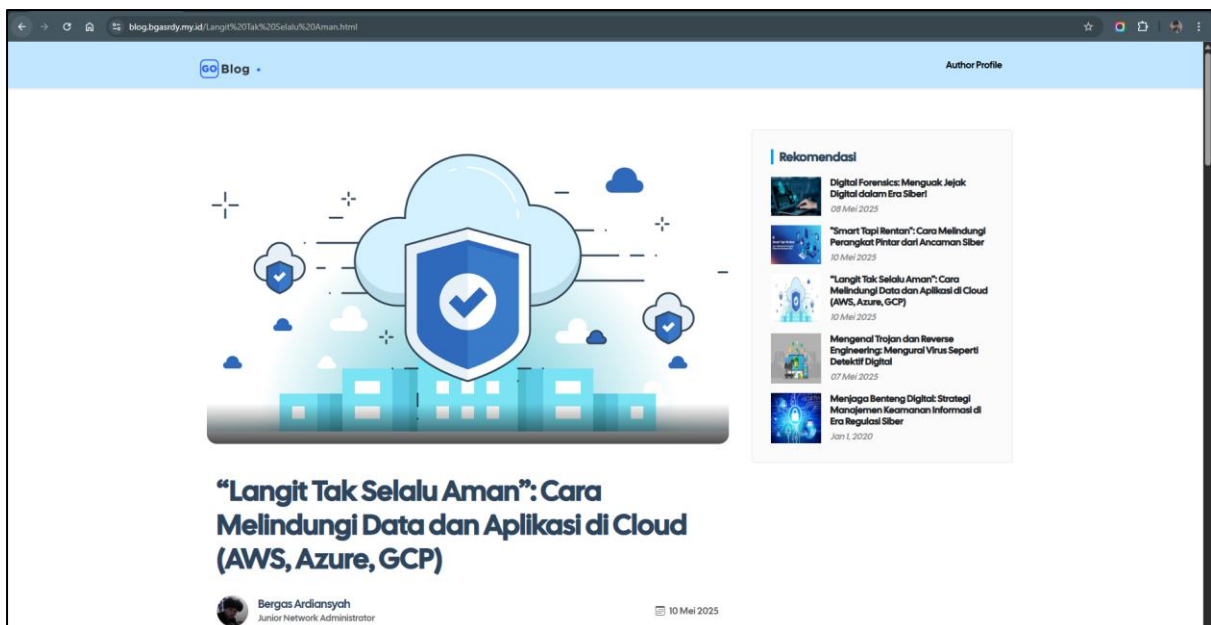 blog.bgasrdy.my.id/Langit%20Tak%20Selalu%20Aman.html
GO Blog
Author Profile
Rekomendasi
Digital Forensics: Menguak Jejak
Digital dalam Era Siber!
08 Mei 2025
"Smart Tapi Rentan": Cara Melindungi
Perangkat Pintar dari Ancaman Siber
10 Mei 2025
"Langit Tak Selalu Aman": Cara
Melindungi Data dan Aplikasi di Cloud
(AWS, Azure, GCP)
10 Mei 2025
Mengenal Trojan dan Reverse
Engineering: Mengurai Virus Seperti
Detektif Digital
07 Mei 2025
Menjaga Benteng Digital: Strategi
Manajemen Keamanan Informasi di
Era Regulasi Siber
Jan 1, 2020
“Langit Tak Selalu Aman”: Cara
Melindungi Data dan Aplikasi di Cloud
(AWS, Azure, GCP)
Bergas Ardiansyah
Junior Network Administrator
10 Mei 2025